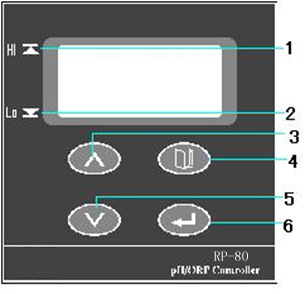 HI 1
Lo 2
3
4
5
6
RP-80
pH/ORP Controller